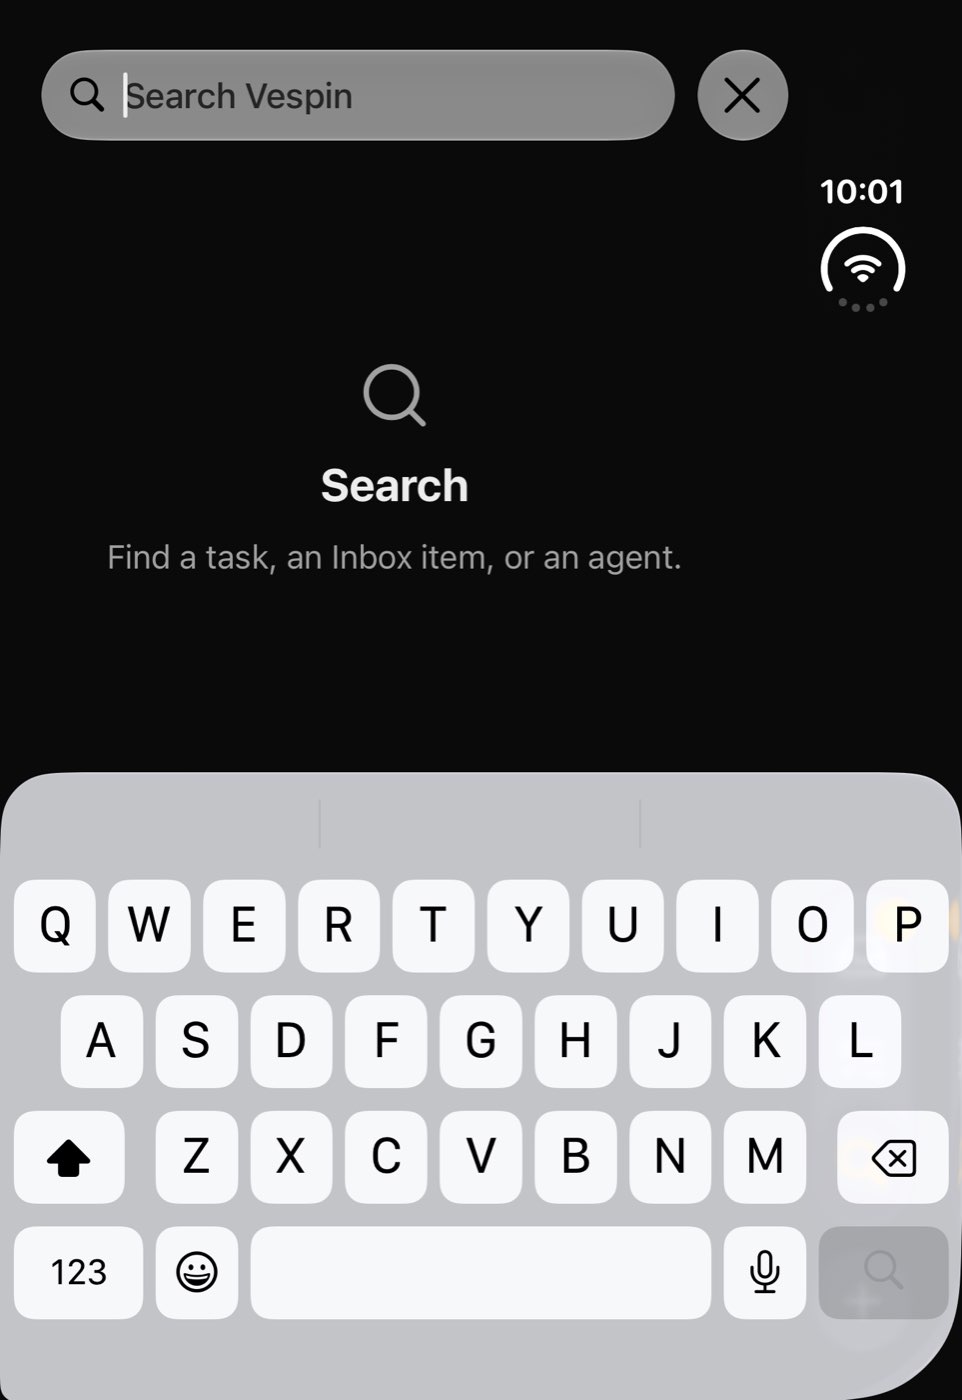 Search Vespin
10:01
Search
Find a task, an Inbox item, or an agent.
Q W E R T Y U I O P
A S D F G H J K L
Z X C V B N M
123